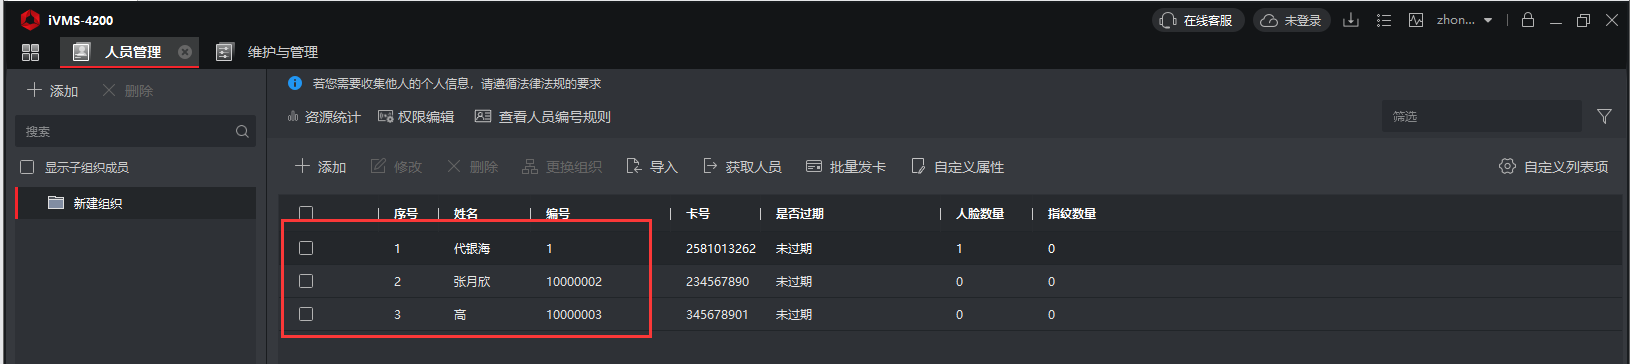 iVMS-4200 在线客服 未登录 zhon...
人员管理 维护与管理
添加 删除
搜索
显示子组织成员
新建组织
若您需要收集他人的个人信息，请遵循法律法规的要求
资源统计 权限编辑 查看人员编号规则 筛选
添加 修改 删除 更换组织 导入 获取人员 批量发卡 自定义属性 自定义列表项
序号 姓名 编号 卡号 是否过期 人脸数量 指纹数量
1 代银海 1 2581013262 未过期 1 0
2 张月欣 10000002 234567890 未过期 0 0
3 高 10000003 345678901 未过期 0 0